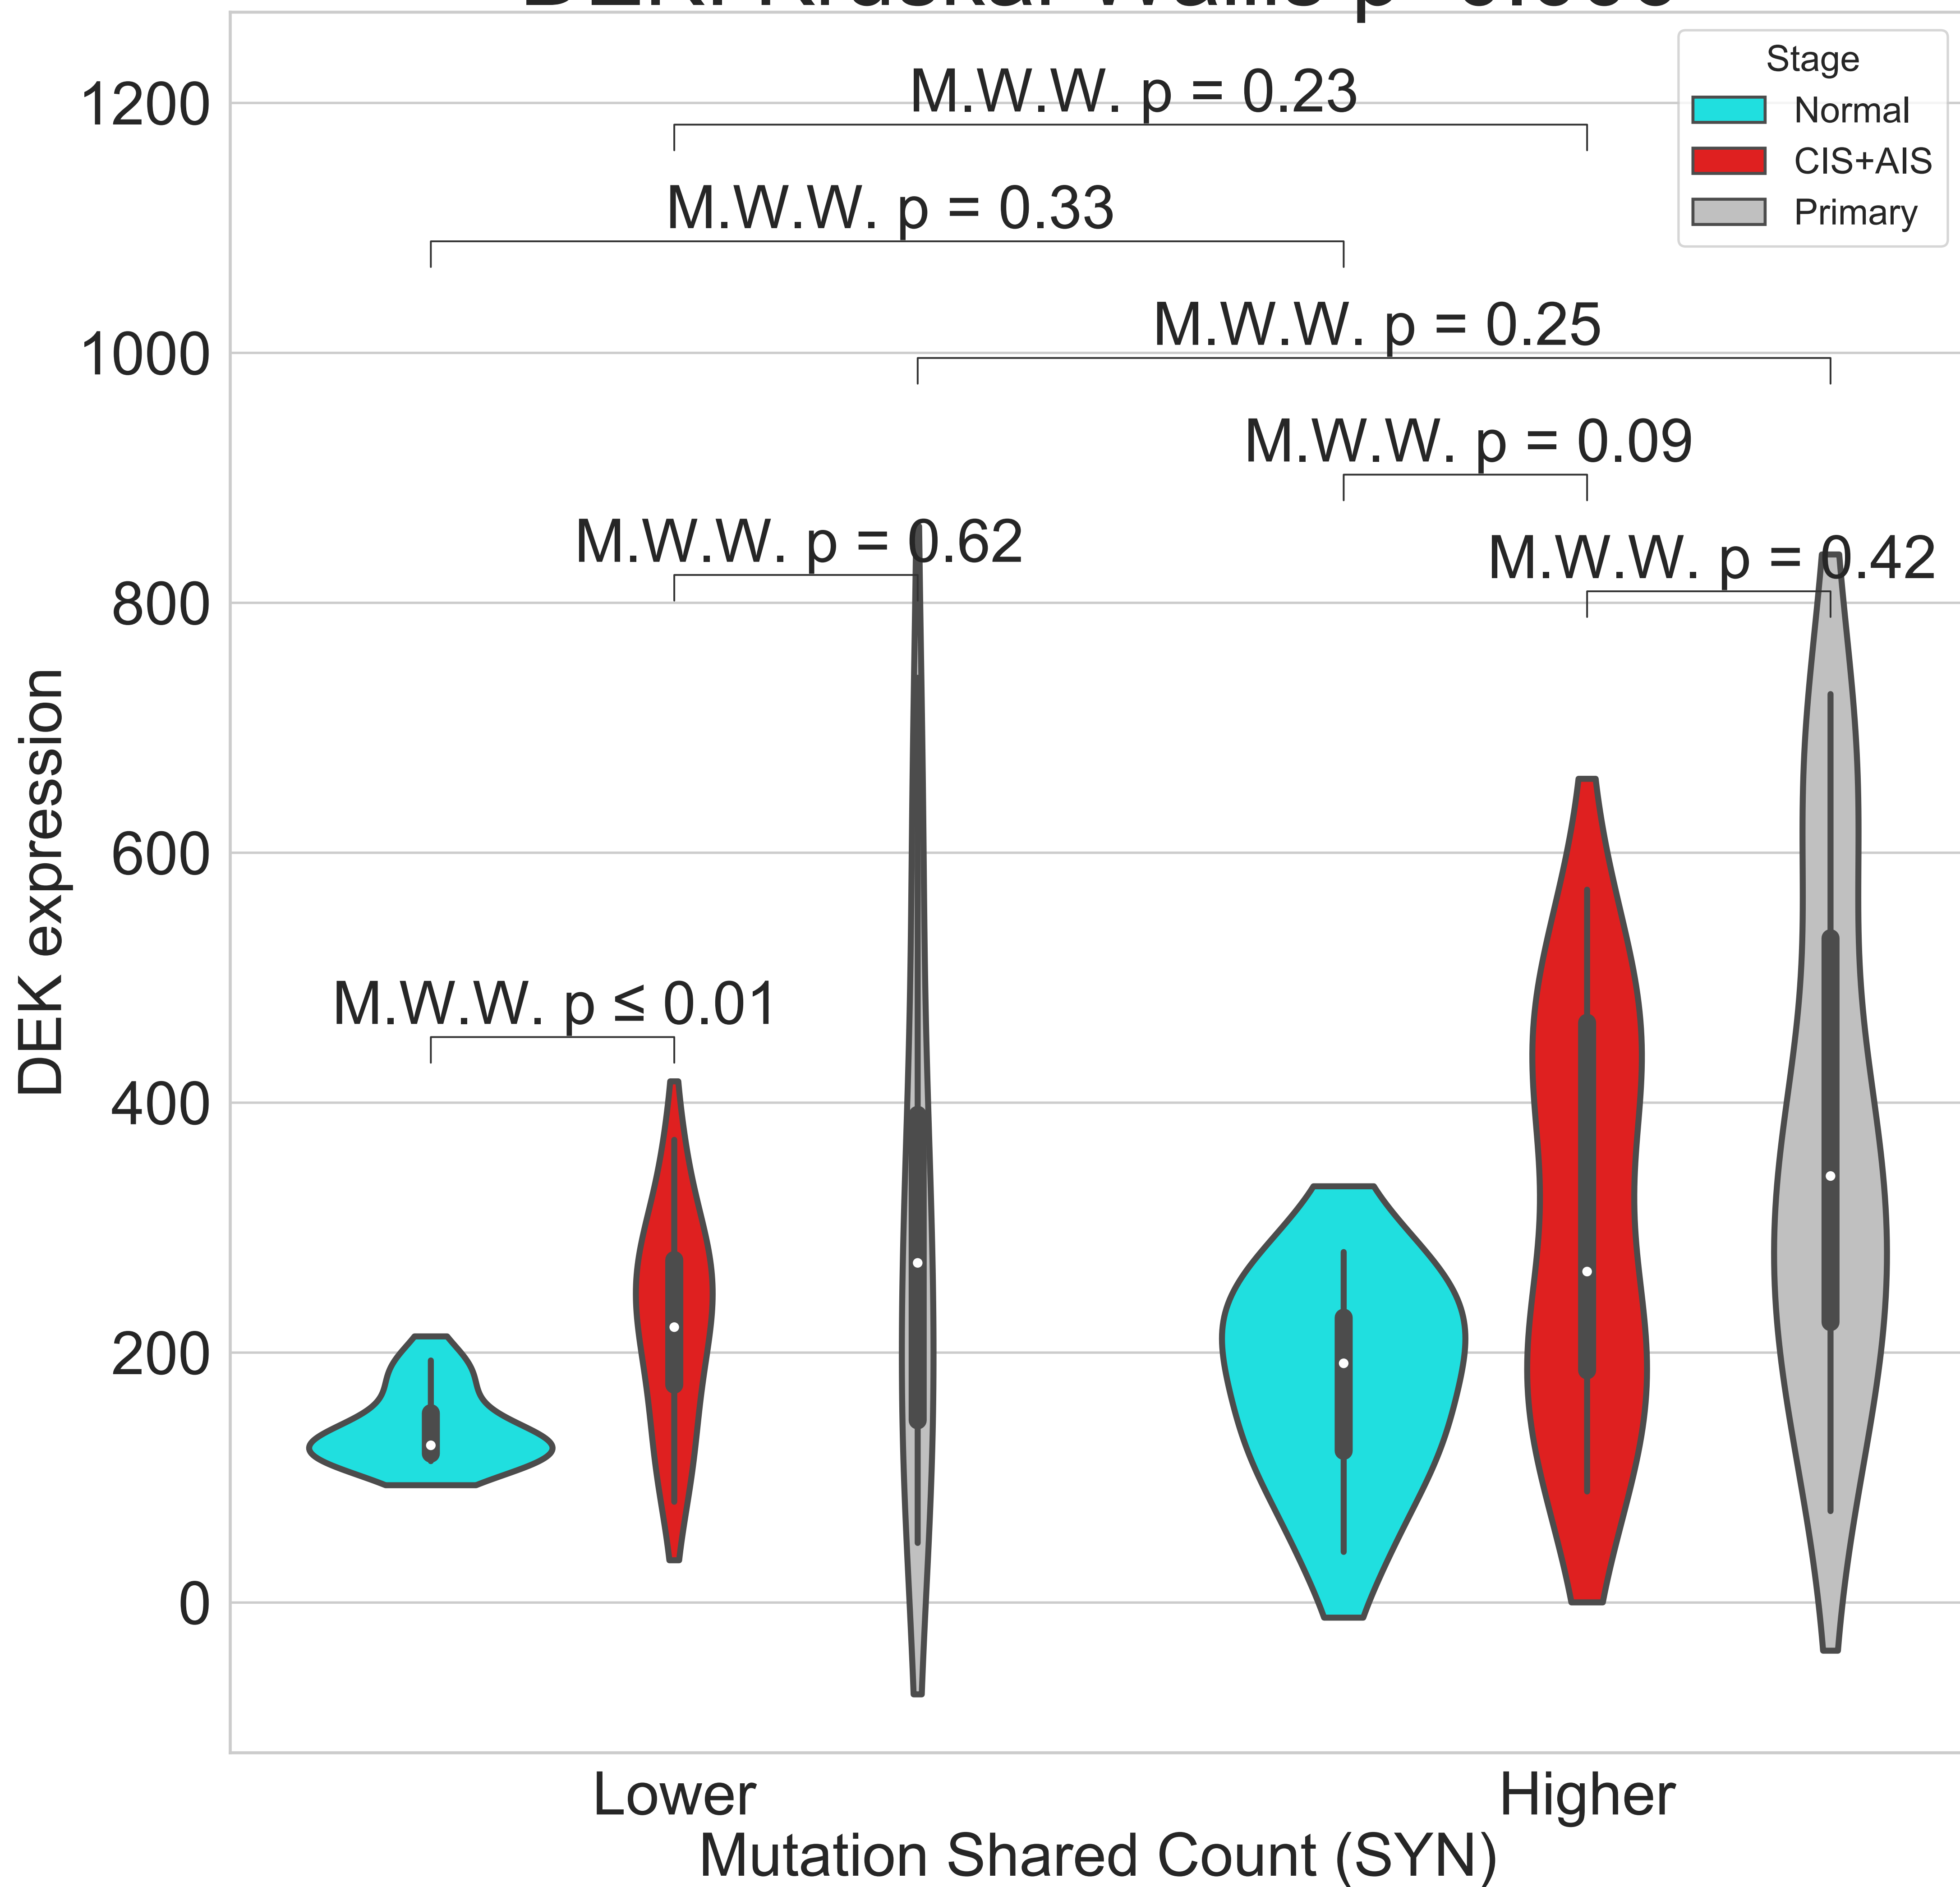 Stage
Normal
CIS+AIS
Primary
1200
1000
800
600
400
200
0
DEK expression
M.W.W. p = 0.23
M.W.W. p = 0.33
M.W.W. p = 0.25
M.W.W. p = 0.09
M.W.W. p = 0.62
M.W.W. p = 0.42
M.W.W. p ≤ 0.01
Lower
Higher
Mutation Shared Count (SYN)